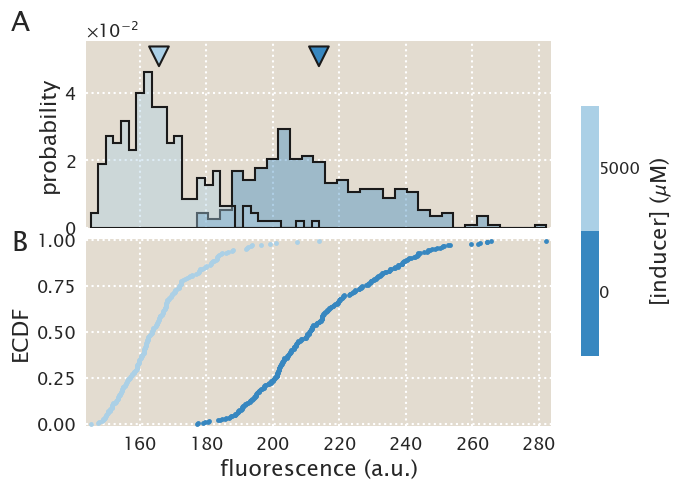 A
×10⁻²
probability
4
2
0
B
ECDF
1.00
0.75
0.50
0.25
0.00
160 180 200 220 240 260 280
fluorescence (a.u.)
5000
0
[inducer] (μM)